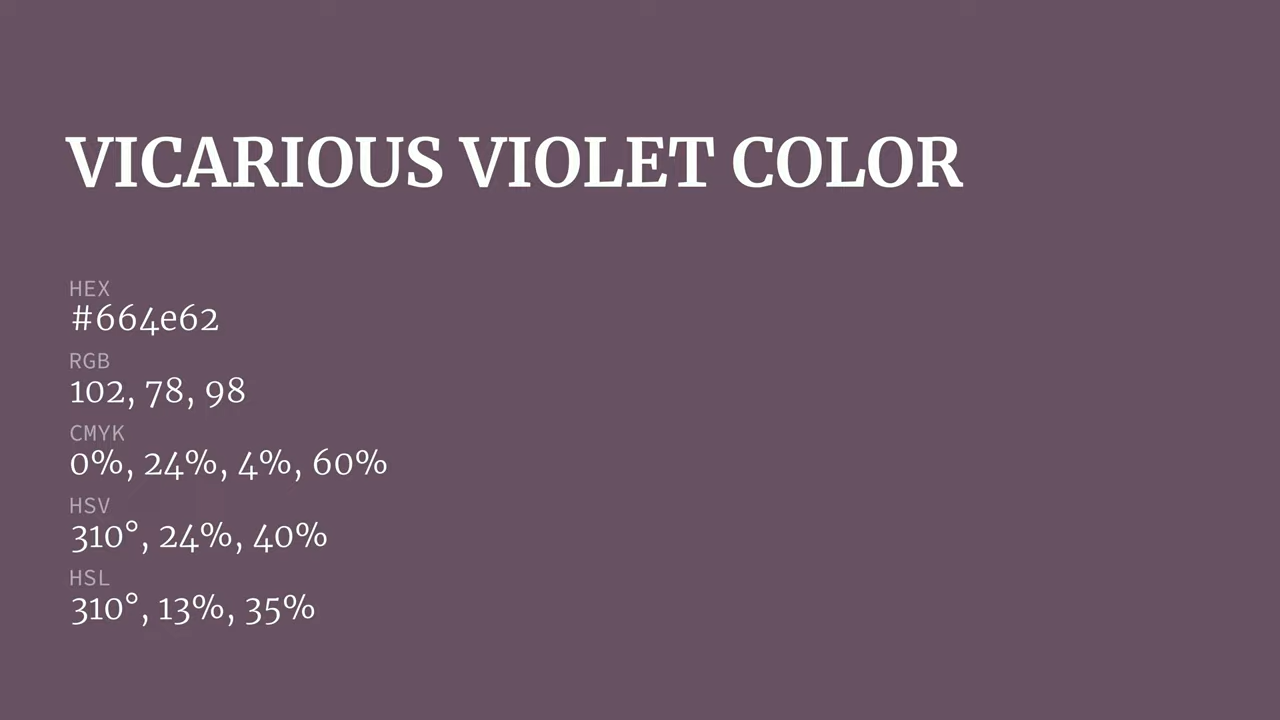 VICARIOUS VIOLET COLOR
HEX
#664e62
RGB
102, 78, 98
CMYK
0%, 24%, 4%, 60%
HSV
310°, 24%, 40%
HSL
310°, 13%, 35%